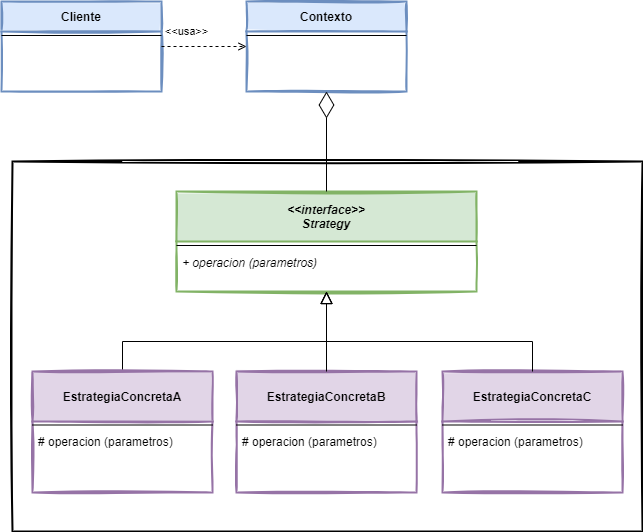 Cliente
<<usa>>
Contexto
<<interface>>
Strategy
+ operacion (parametros)
EstrategiaConcretaA
EstrategiaConcretaB
EstrategiaConcretaC
# operacion (parametros)
# operacion (parametros)
# operacion (parametros)